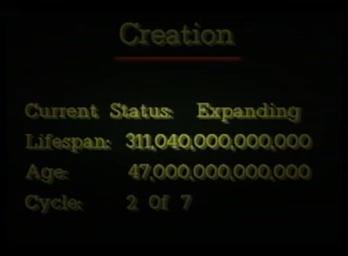 Creation
Current Status: Expanding
Lifespan: 311,040,000,000,000
Age: 47,000,000,000,000
Cycle: 2 Of 7